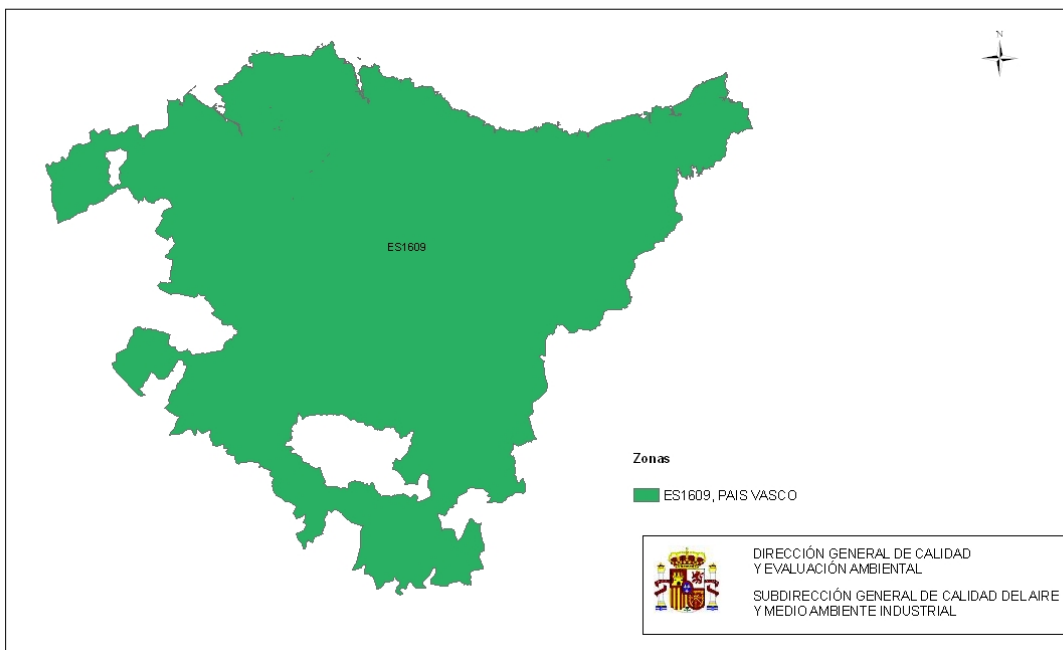 N
ES1609
Zonas
ES1609, PAIS VASCO
DIRECCIÓN GENERAL DE CALIDAD
Y EVALUACIÓN AMBIENTAL
SUBDIRECCIÓN GENERAL DE CALIDAD DEL AIRE
Y MEDIO AMBIENTE INDUSTRIAL